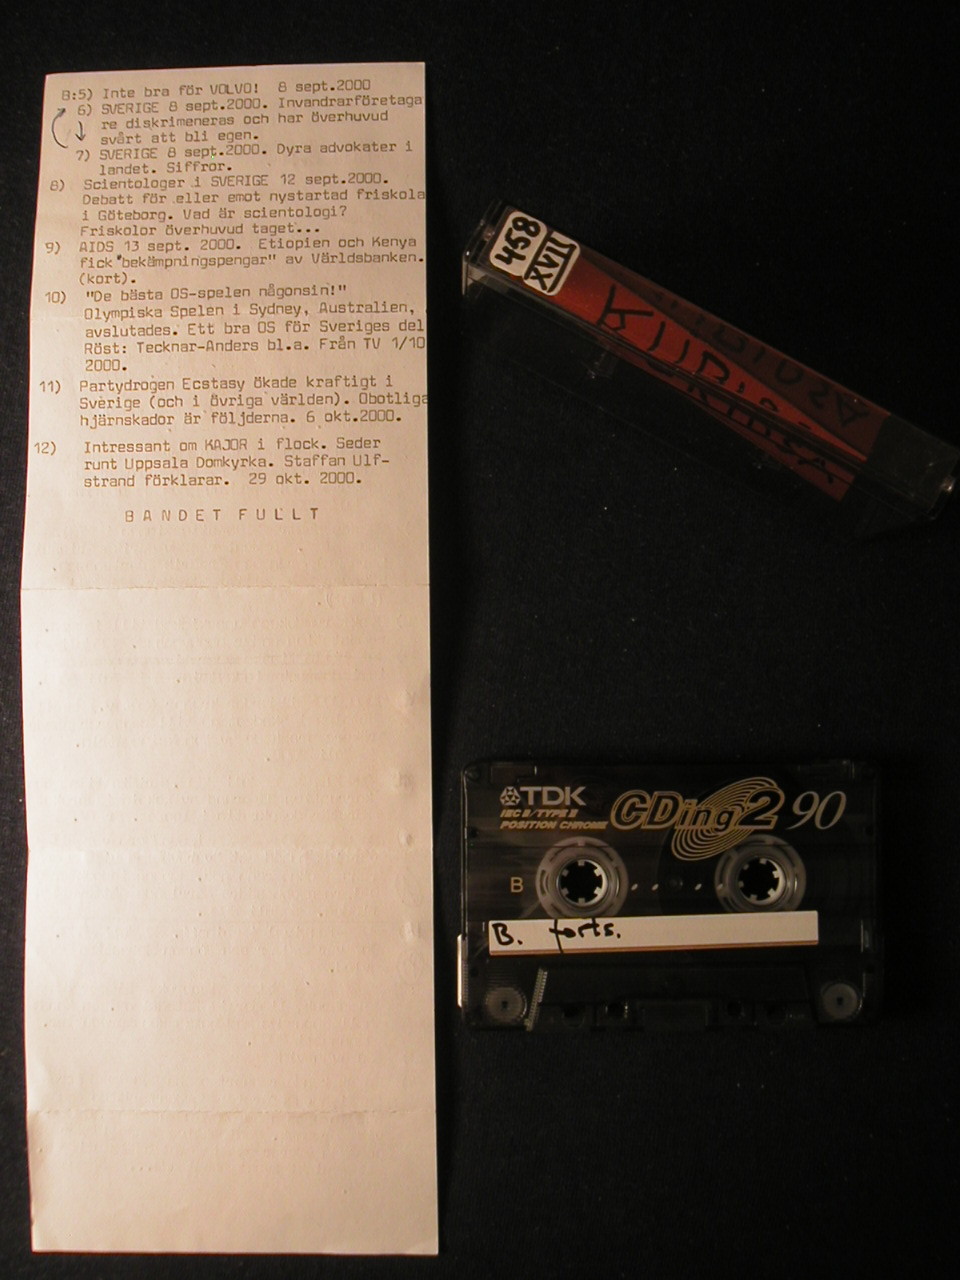 B:5) Inte bra för VOLVO! 8 sept.2000
6) SVERIGE 8 sept.2000. Invandrarföretaga
re diskrimeneras och har överhuvud
svårt att bli egen.
7) SVERIGE 8 sept.2000. Dyra advokater i
landet. Siffror.
8) Scientologer i SVERIGE 12 sept.2000.
Debatt för eller emot nystartad friskola
i Göteborg. Vad är scientologi?
Friskolor överhuvud taget...
9) AIDS 13 sept. 2000. Etiopien och Kenya
fick "bekämpningspengar" av Världsbanken.
(kort).
10) "De bästa OS-spelen någonsin!"
Olympiska Spelen i Sydney, Australien,
avslutades. Ett bra OS för Sveriges del
Röst: Tecknar-Anders bl.a. Från TV 1/10
2000.
11) Partydrogen Ecstasy ökade kraftigt i
Sverige (och i övriga världen). Obotliga
hjärnskador är följderna. 6 okt.2000.
12) Intressant om KAJOR i flock. Seder
runt Uppsala Domkyrka. Staffan Ulf-
strand förklarar. 29 okt. 2000.
BANDET FULLT
458
XVII
TDK
IEC II/TYPE II
POSITION CHROME
CDing2 90
B
B. forts.